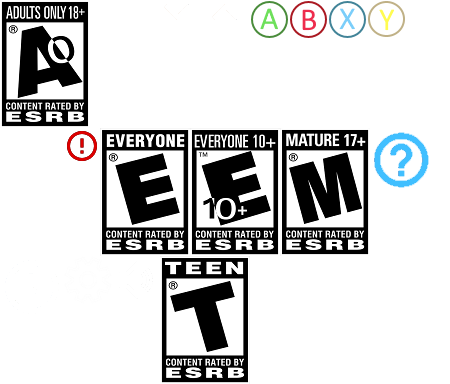 ADULTS ONLY 18+
®
AO
CONTENT RATED BY
ESRB
A B X Y
!
EVERYONE
®
E
CONTENT RATED BY
ESRB
EVERYONE 10+
™
E
10+
CONTENT RATED BY
ESRB
MATURE 17+
®
M
CONTENT RATED BY
ESRB
?
TEEN
®
T
CONTENT RATED BY
ESRB